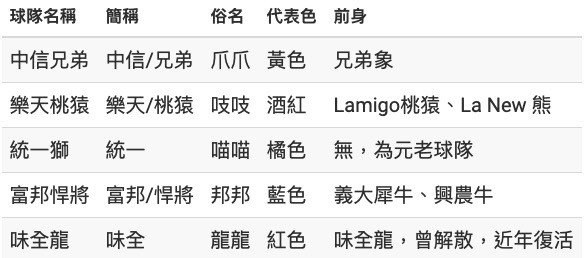 球隊名稱 簡稱 俗名 代表色 前身
中信兄弟 中信/兄弟 爪爪 黃色 兄弟象
樂天桃猿 樂天/桃猿 吱吱 酒紅 Lamigo桃猿、La New 熊
統一獅 統一 喵喵 橘色 無，為元老球隊
富邦悍將 富邦/悍將 邦邦 藍色 義大犀牛、興農牛
味全龍 味全 龍龍 紅色 味全龍，曾解散，近年復活